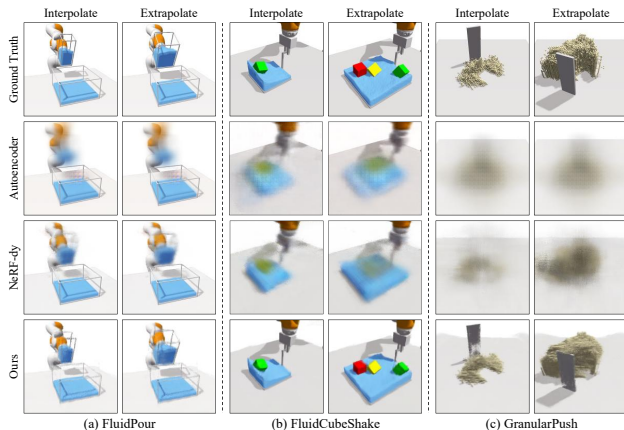 Interpolate Extrapolate Interpolate Extrapolate Interpolate Extrapolate
Ground Truth
Autoencoder
NeRF-dy
Ours
(a) FluidPour (b) FluidCubeShake (c) GranularPush